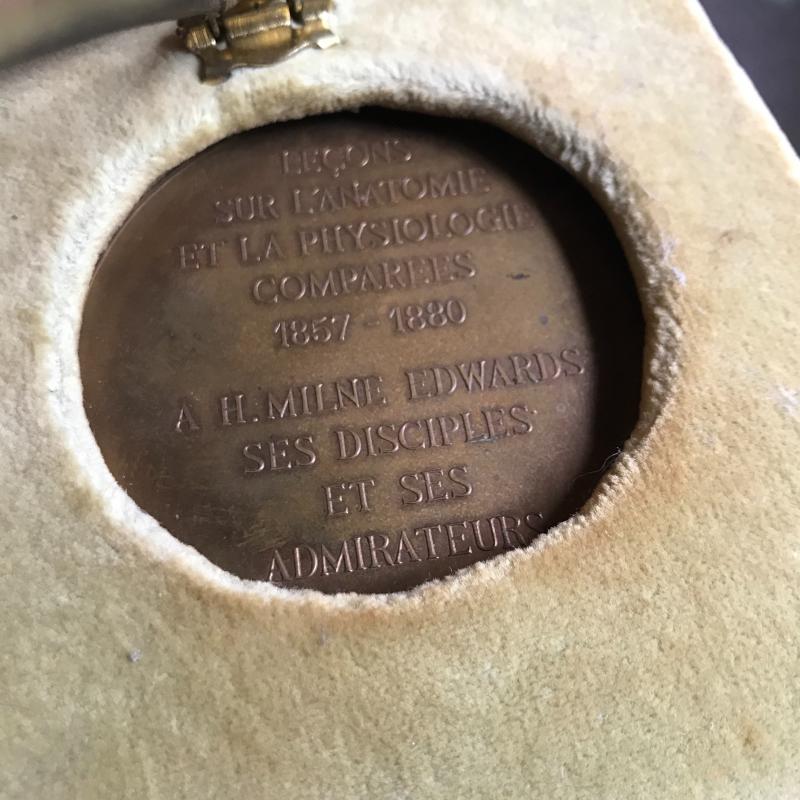 LEÇONS
SUR L'ANATOMIE
ET LA PHYSIOLOGIE
COMPARÉES
1857 - 1880
A H. MILNE EDWARDS
SES DISCIPLES
ET SES
ADMIRATEURS